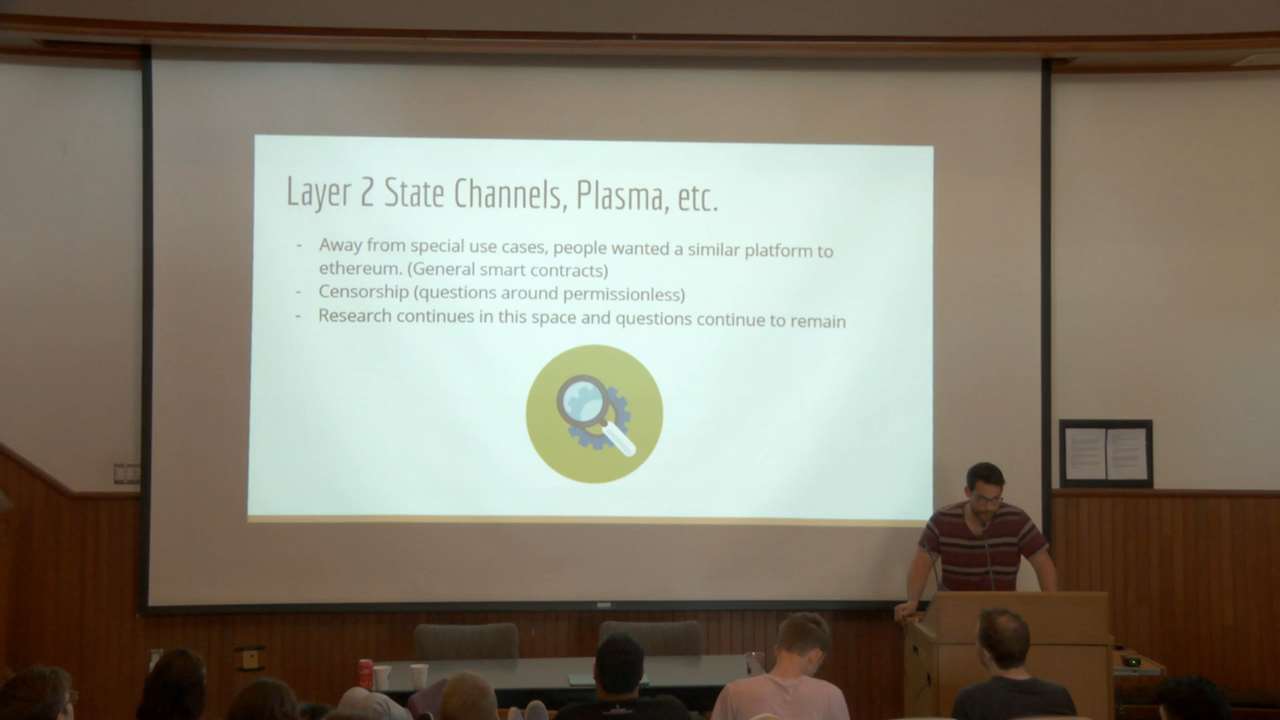 Layer 2 State Channels, Plasma, etc.
- Away from special use cases, people wanted a similar platform to
ethereum. (General smart contracts)
- Censorship (questions around permissionless)
- Research continues in this space and questions continue to remain